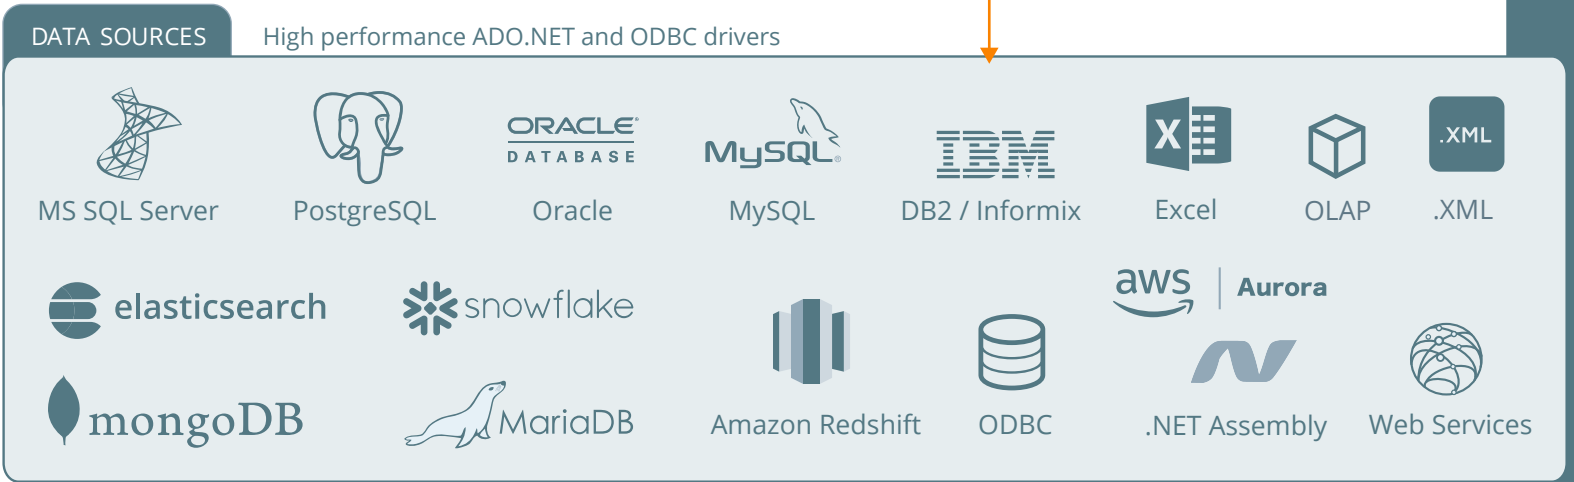 DATA SOURCES
High performance ADO.NET and ODBC drivers
ORACLE®
DATABASE
MySQL®
IBM
X
.XML
MS SQL Server
PostgreSQL
Oracle
MySQL
DB2 / Informix
Excel
OLAP
.XML
elasticsearch
snowflake
aws
Aurora
mongoDB
MariaDB
Amazon Redshift
ODBC
.NET Assembly
Web Services